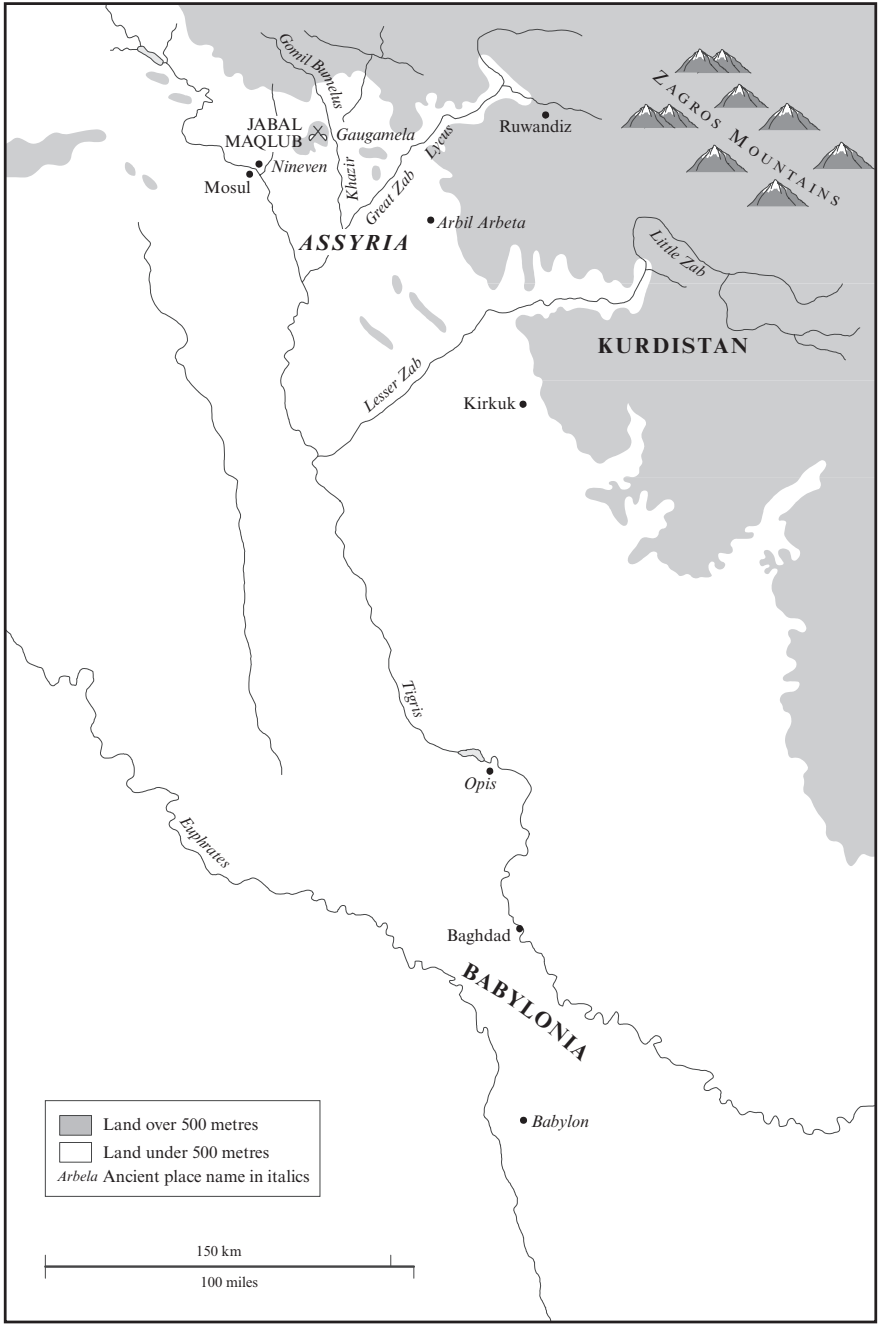 Gomil Bumelus
JABAL
MAQLUB
Gaugamela
Nineven
Mosul
Khazir
Great Zab
Lycus
Ruwandiz
ZAGROS MOUNTAINS
Arbil Arbeta
ASSYRIA
Little Zab
KURDISTAN
Lesser Zab
Kirkuk
Tigris
Opis
Euphrates
Baghdad
BABYLONIA
Babylon
Land over 500 metres
Land under 500 metres
Arbela Ancient place name in italics
150 km
100 miles